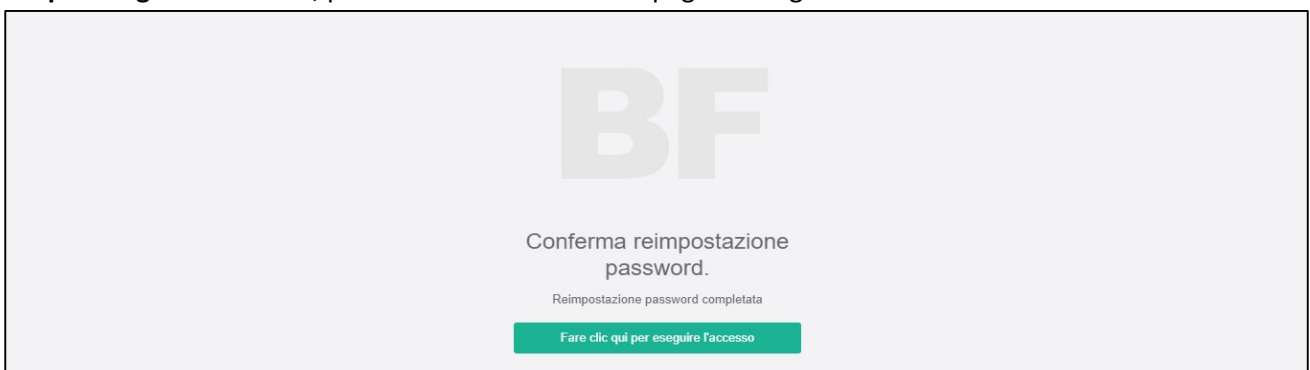 BF
Conferma reimpostazione
password.
Reimpostazione password completata
Fare clic qui per eseguire l'accesso